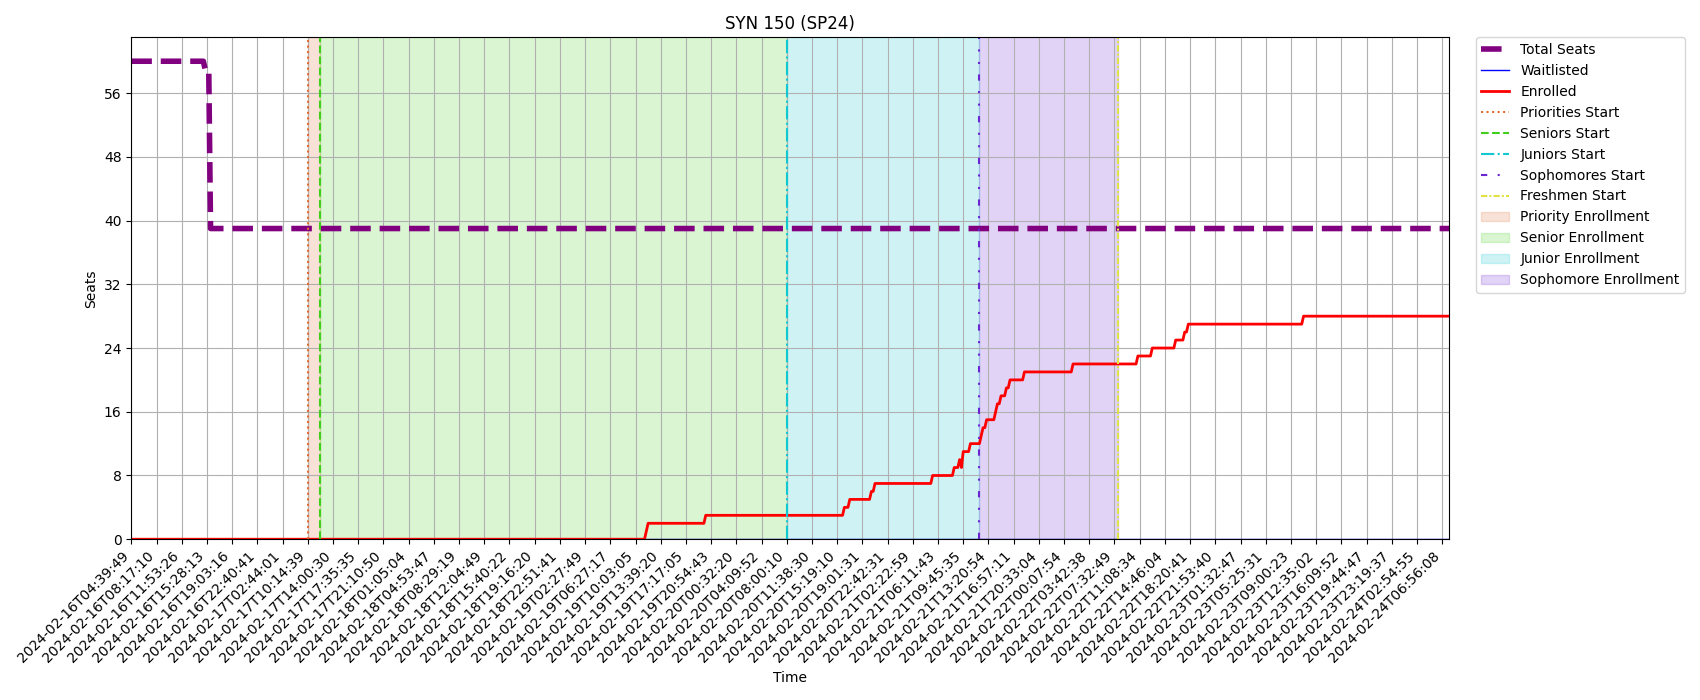 SYN 150 (SP24)
Seats
56
48
40
32
24
16
8
0
2024-02-16T04:39:49
2024-02-16T08:17:10
2024-02-16T11:53:26
2024-02-16T15:28:13
2024-02-16T19:03:16
2024-02-16T22:40:41
2024-02-17T02:44:01
2024-02-17T10:14:39
2024-02-17T14:00:30
2024-02-17T17:35:35
2024-02-17T21:10:50
2024-02-18T01:05:04
2024-02-18T04:53:47
2024-02-18T08:29:19
2024-02-18T12:04:49
2024-02-18T15:40:22
2024-02-18T19:16:20
2024-02-18T22:51:41
2024-02-19T02:27:49
2024-02-19T06:27:17
2024-02-19T10:03:05
2024-02-19T13:39:20
2024-02-19T17:17:05
2024-02-19T20:54:43
2024-02-20T00:32:20
2024-02-20T04:09:52
2024-02-20T08:00:10
2024-02-20T11:38:30
2024-02-20T15:19:10
2024-02-20T19:01:31
2024-02-20T22:42:31
2024-02-21T02:22:59
2024-02-21T06:11:43
2024-02-21T09:45:35
2024-02-21T13:20:54
2024-02-21T16:57:11
2024-02-21T20:33:04
2024-02-22T00:07:54
2024-02-22T03:42:38
2024-02-22T07:32:49
2024-02-22T11:08:34
2024-02-22T14:46:04
2024-02-22T18:20:41
2024-02-22T21:53:40
2024-02-23T01:32:47
2024-02-23T05:25:31
2024-02-23T09:00:23
2024-02-23T12:35:02
2024-02-23T16:09:52
2024-02-23T19:44:47
2024-02-23T23:19:37
2024-02-24T02:54:55
2024-02-24T06:56:08
Time
Total Seats
Waitlisted
Enrolled
Priorities Start
Seniors Start
Juniors Start
Sophomores Start
Freshmen Start
Priority Enrollment
Senior Enrollment
Junior Enrollment
Sophomore Enrollment